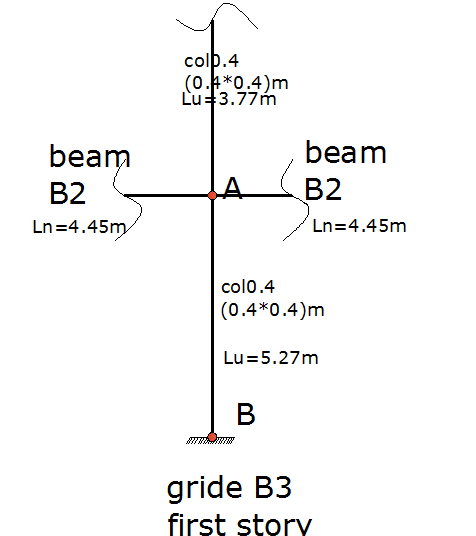 col0.4
(0.4*0.4)m
Lu=3.77m
beam
B2
Ln=4.45m
A
beam
B2
Ln=4.45m
col0.4
(0.4*0.4)m
Lu=5.27m
B
gride B3
first story